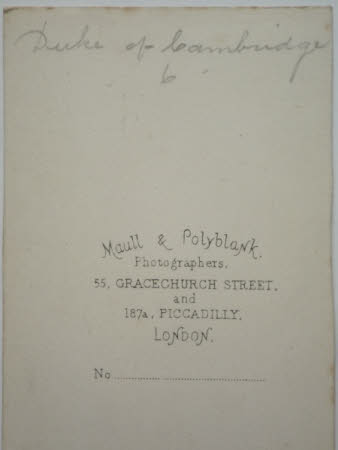 Duke of Cambridge
6
Maull & Polyblank.
Photographers,
55, GRACECHURCH STREET,
and
187a, PICCADILLY,
LONDON.
No